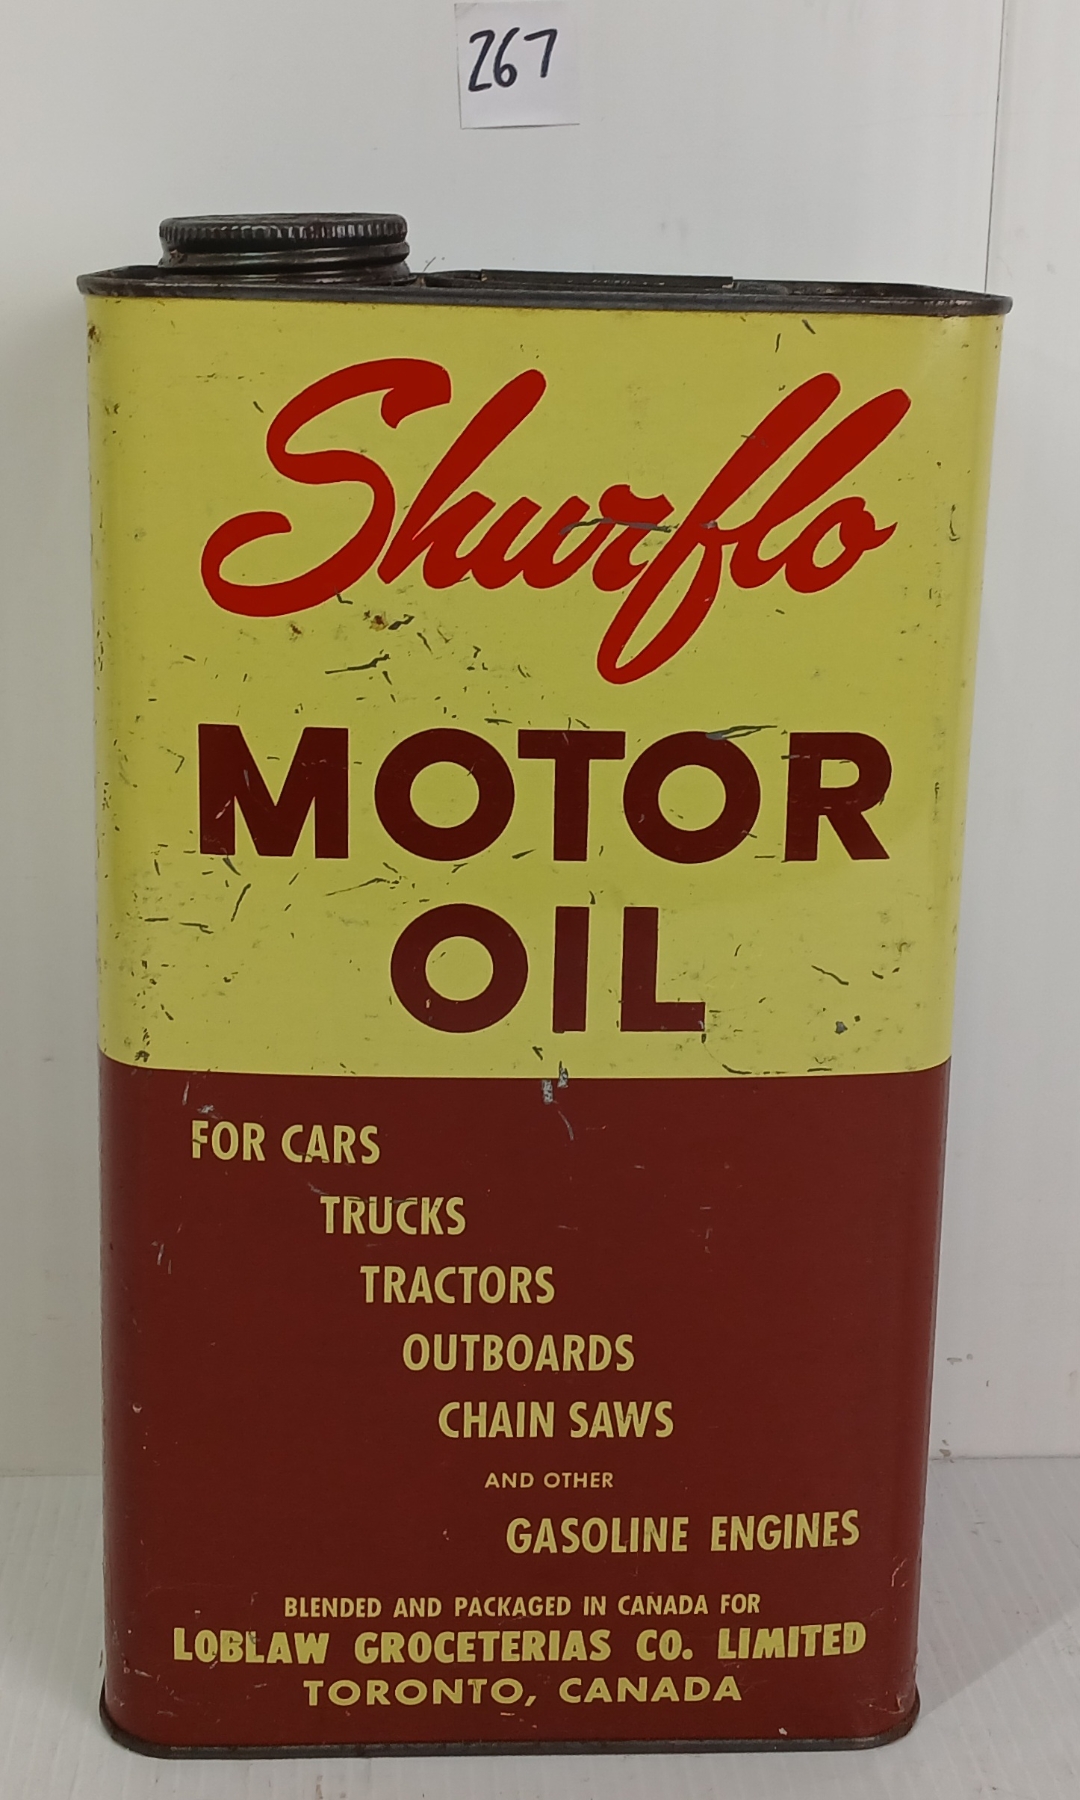 267
Shurflo
MOTOR
OIL
FOR CARS
TRUCKS
TRACTORS
OUTBOARDS
CHAIN SAWS
AND OTHER
GASOLINE ENGINES
BLENDED AND PACKAGED IN CANADA FOR
LOBLAW GROCETERIAS CO. LIMITED
TORONTO, CANADA